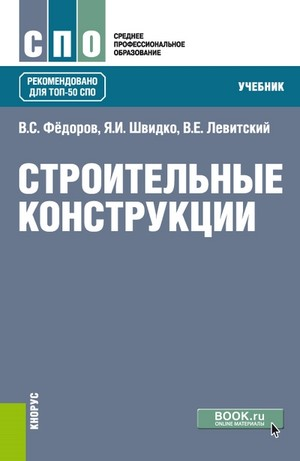 СПО
СРЕДНЕЕ
ПРОФЕССИОНАЛЬНОЕ
ОБРАЗОВАНИЕ
РЕКОМЕНДОВАНО
ДЛЯ ТОП-50 СПО
УЧЕБНИК
В.С. Фёдоров, Я.И. Швидко, В.Е. Левитский
СТРОИТЕЛЬНЫЕ
КОНСТРУКЦИИ
КНОРУС
BOOK.ru
ONLINE МАТЕРИАЛЫ